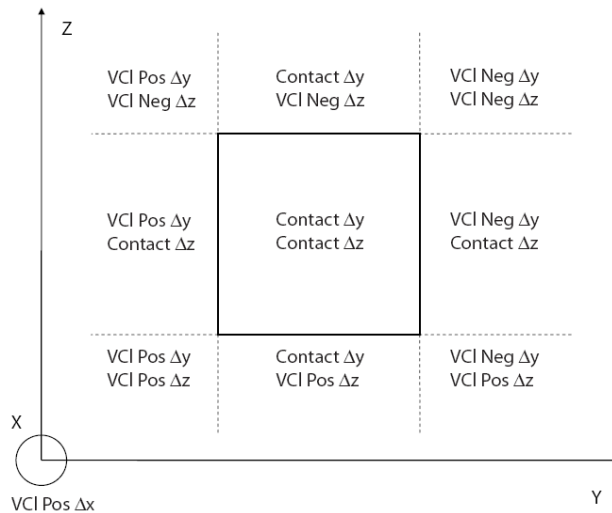 Z
VCl Pos Δy
VCl Neg Δz
Contact Δy
VCl Neg Δz
VCl Neg Δy
VCl Neg Δz
VCl Pos Δy
Contact Δz
Contact Δy
Contact Δz
VCl Neg Δy
Contact Δz
VCl Pos Δy
VCl Pos Δz
Contact Δy
VCl Pos Δz
VCl Neg Δy
VCl Pos Δz
X
VCl Pos Δx
Y